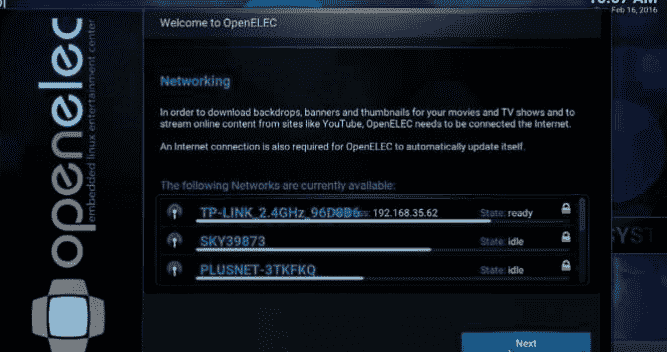 Feb 16, 2016
Welcome to OpenELEC
openelec
embedded linux entertainment center
Networking
In order to download backdrops, banners and thumbnails for your movies and TV shows and to
stream online content from sites like YouTube, OpenELEC needs to be connected the Internet.
An Internet connection is also required for OpenELEC to automatically update itself.
The following Networks are currently available:
TP-LINK_2.4GHz_96D8B6 192.168.35.62 State: ready
SKY39873 State: idle
PLUSNET-3TKFKQ State: idle
SYST
Next